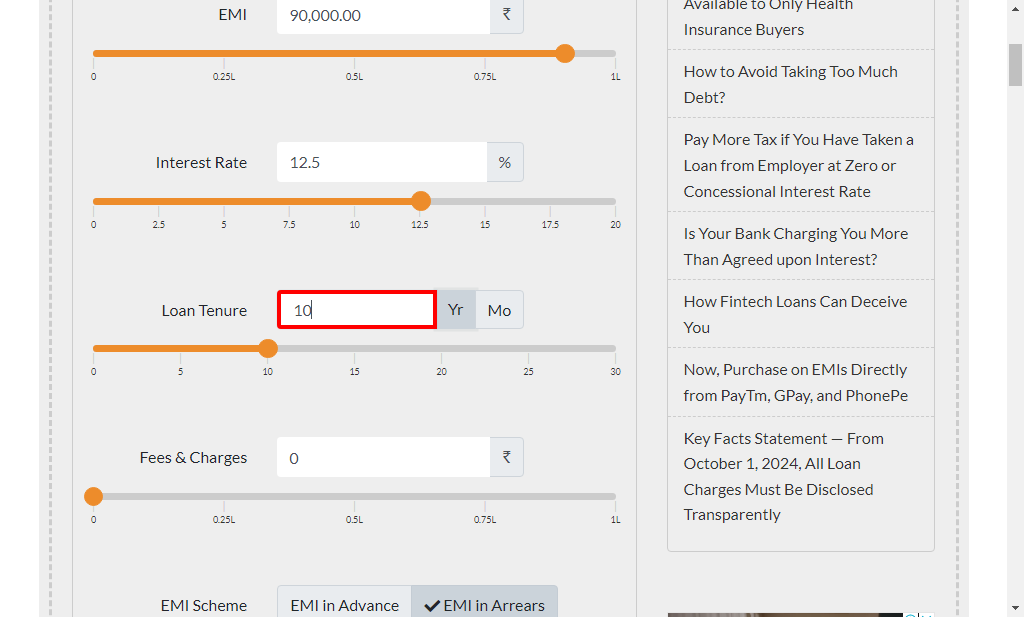 EMI
90,000.00
₹
0
0.25L
0.5L
0.75L
1L
Interest Rate
12.5
%
0
2.5
5
7.5
10
12.5
15
17.5
20
Loan Tenure
10
Yr
Mo
0
5
10
15
20
25
30
Fees & Charges
0
₹
0
0.25L
0.5L
0.75L
1L
EMI Scheme
EMI in Advance
EMI in Arrears
Available to Only Health
Insurance Buyers
How to Avoid Taking Too Much
Debt?
Pay More Tax if You Have Taken a
Loan from Employer at Zero or
Concessional Interest Rate
Is Your Bank Charging You More
Than Agreed upon Interest?
How Fintech Loans Can Deceive
You
Now, Purchase on EMIs Directly
from PayTm, GPay, and PhonePe
Key Facts Statement — From
October 1, 2024, All Loan
Charges Must Be Disclosed
Transparently